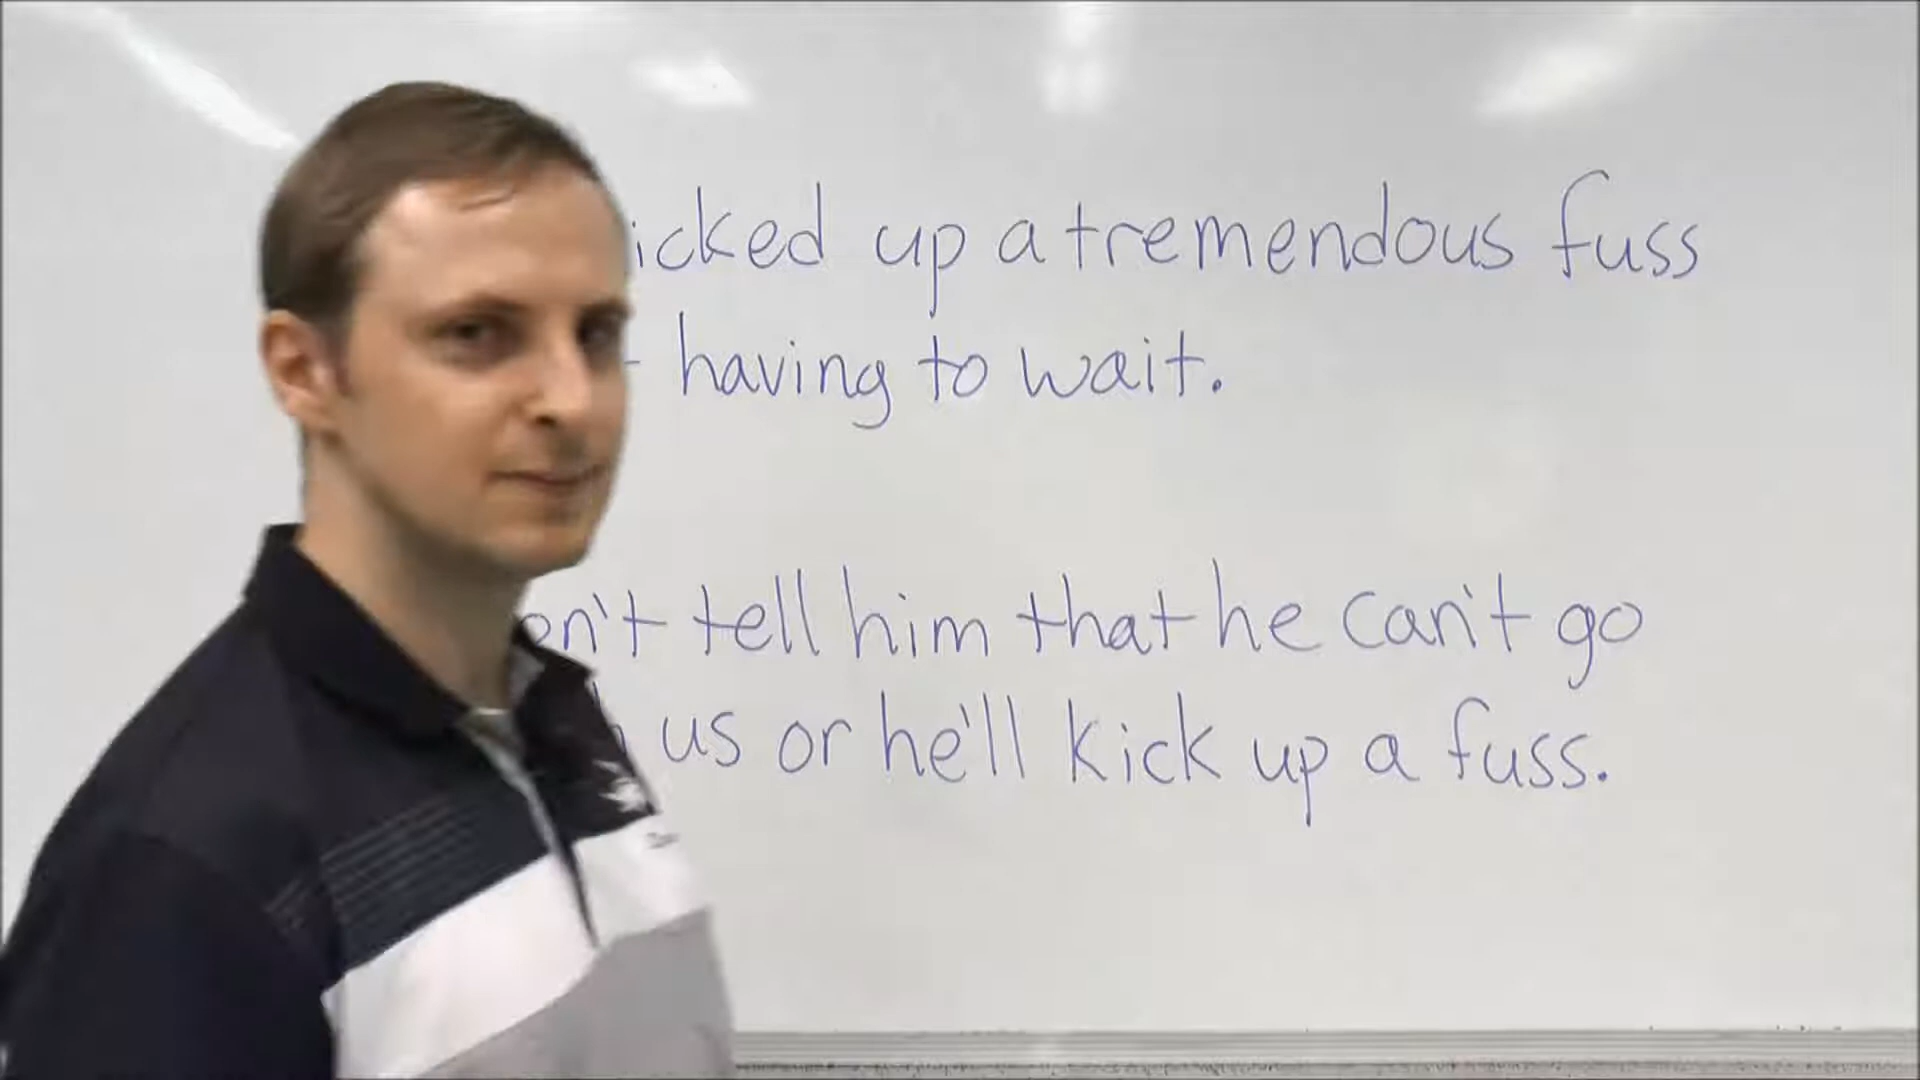 icked up a tremendous fuss
having to wait.
on't tell him that he can't go
us or he'll kick up a fuss.